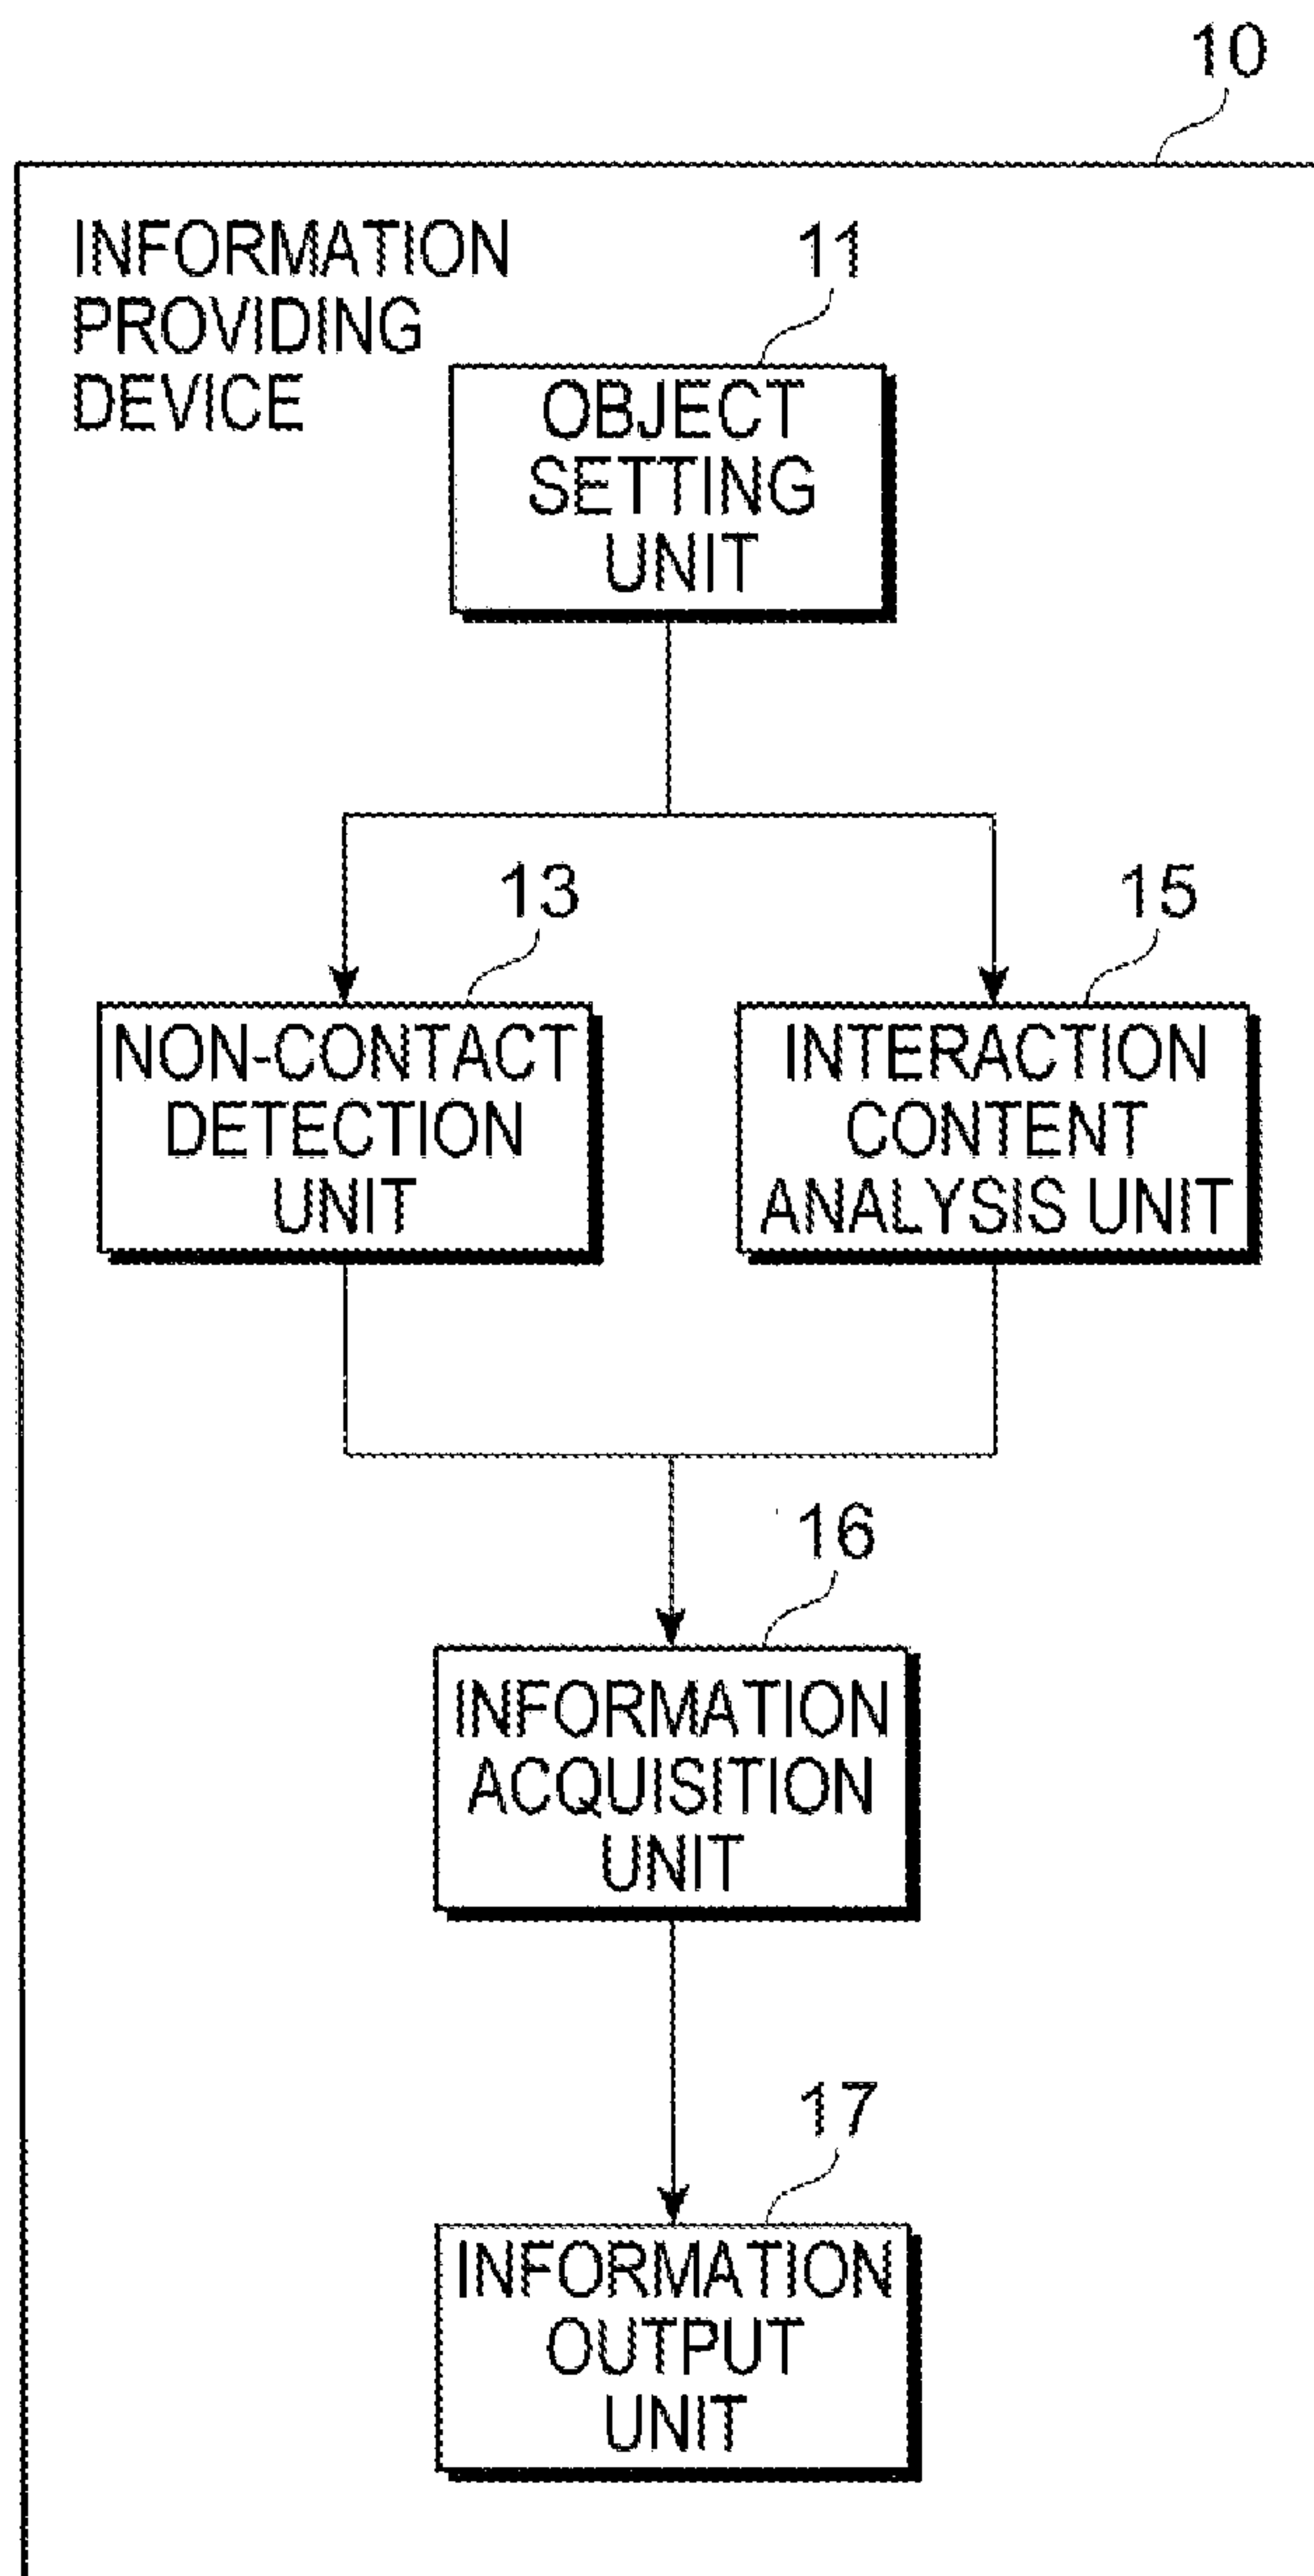 10
INFORMATION
PROVIDING
DEVICE
11
OBJECT
SETTING
UNIT
13
NON-CONTACT
DETECTION
UNIT
15
INTERACTION
CONTENT
ANALYSIS UNIT
16
INFORMATION
ACQUISITION
UNIT
17
INFORMATION
OUTPUT
UNIT